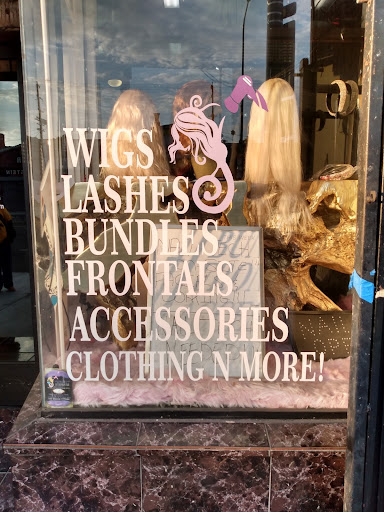 WIGS
LASHES
BUNDLES
FRONTALS
ACCESSORIES
CLOTHING N MORE!